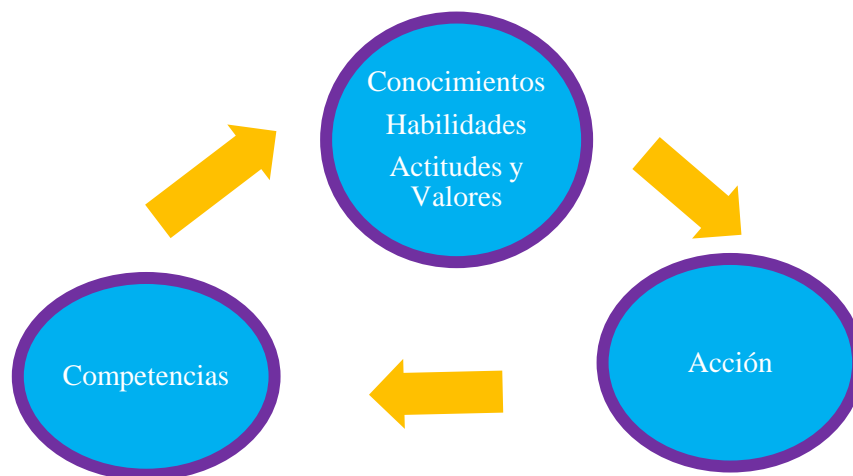 Conocimientos
Habilidades
Actitudes y
Valores
Competencias
Acción